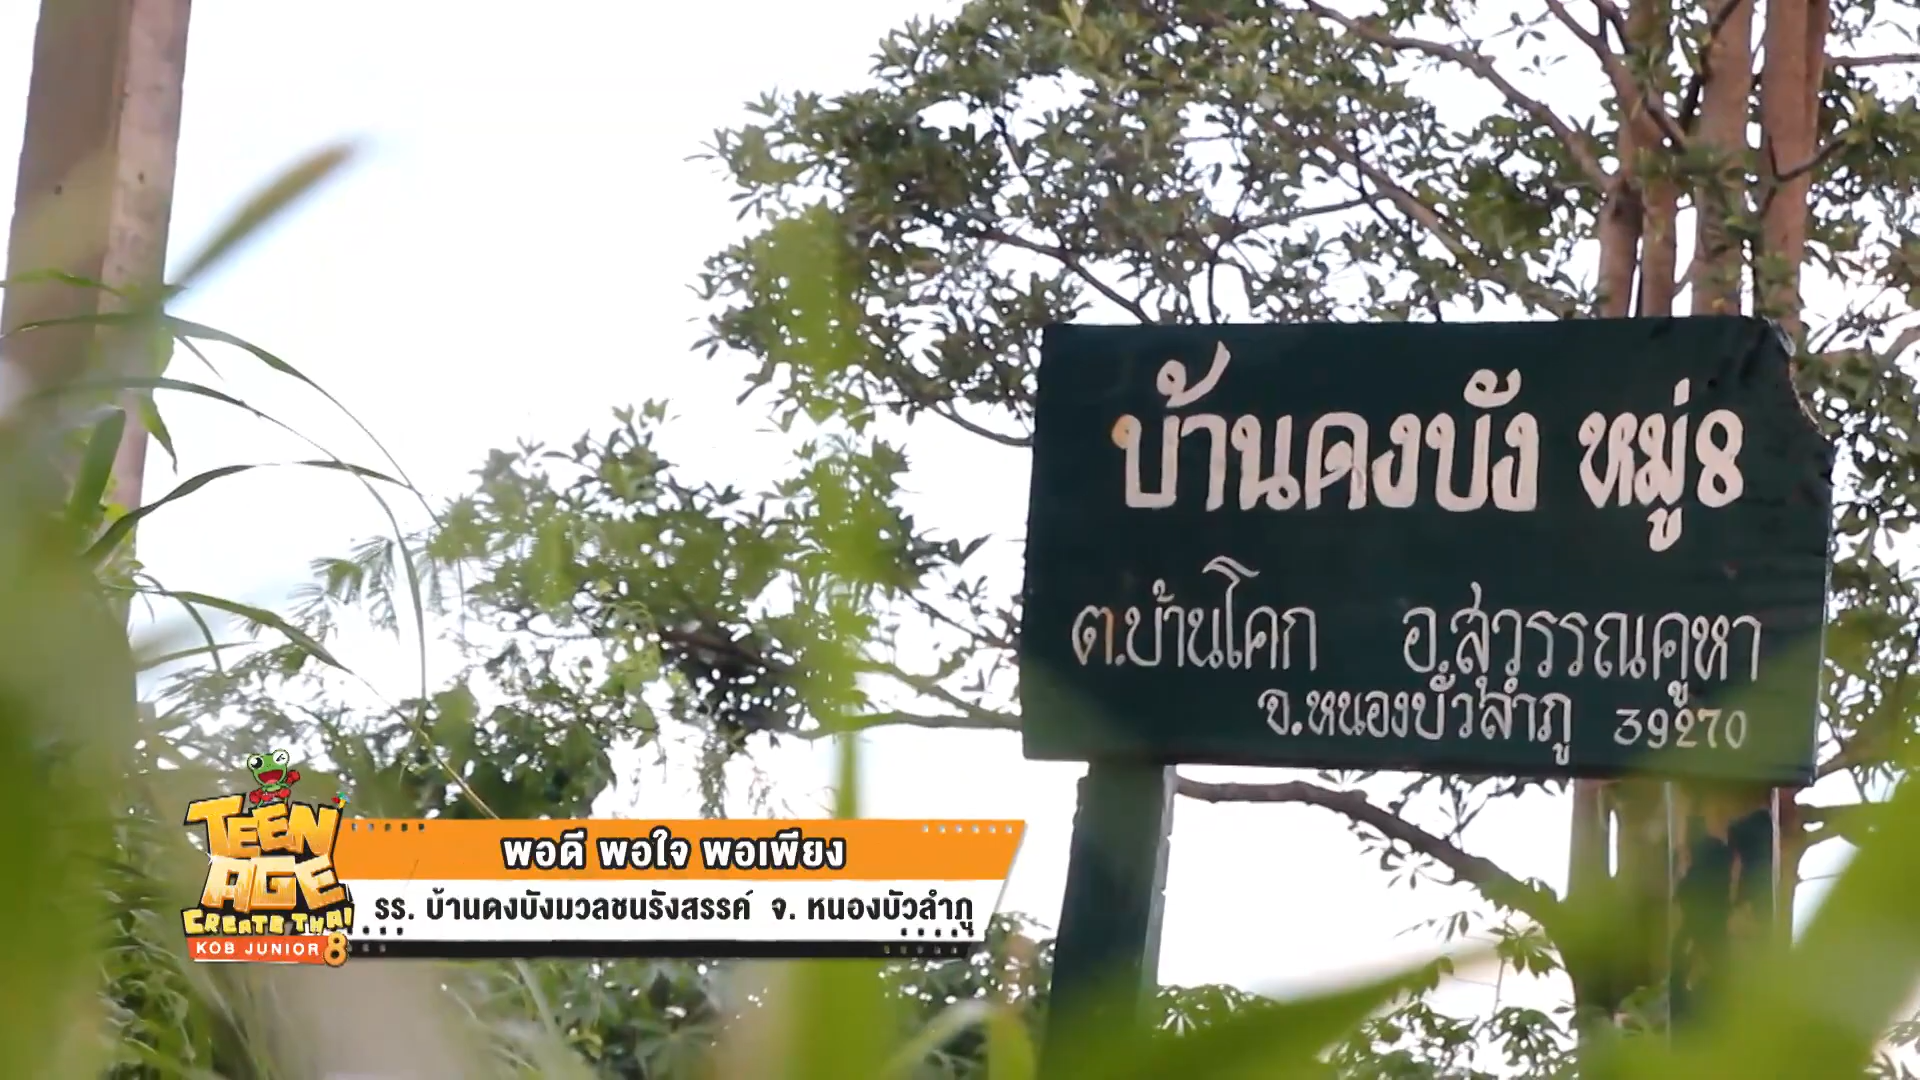 บ้านดงบัง หมู่8
ต.บ้านโคก อ.สุวรรณคูหา
จ.หนองบัวลำภู 39270
TEEN
AGE
CREATE THAI
KOB JUNIOR 8
พอดี พอใจ พอเพียง
รร. บ้านดงบังมวลชนรังสรรค์ จ. หนองบัวลำภู